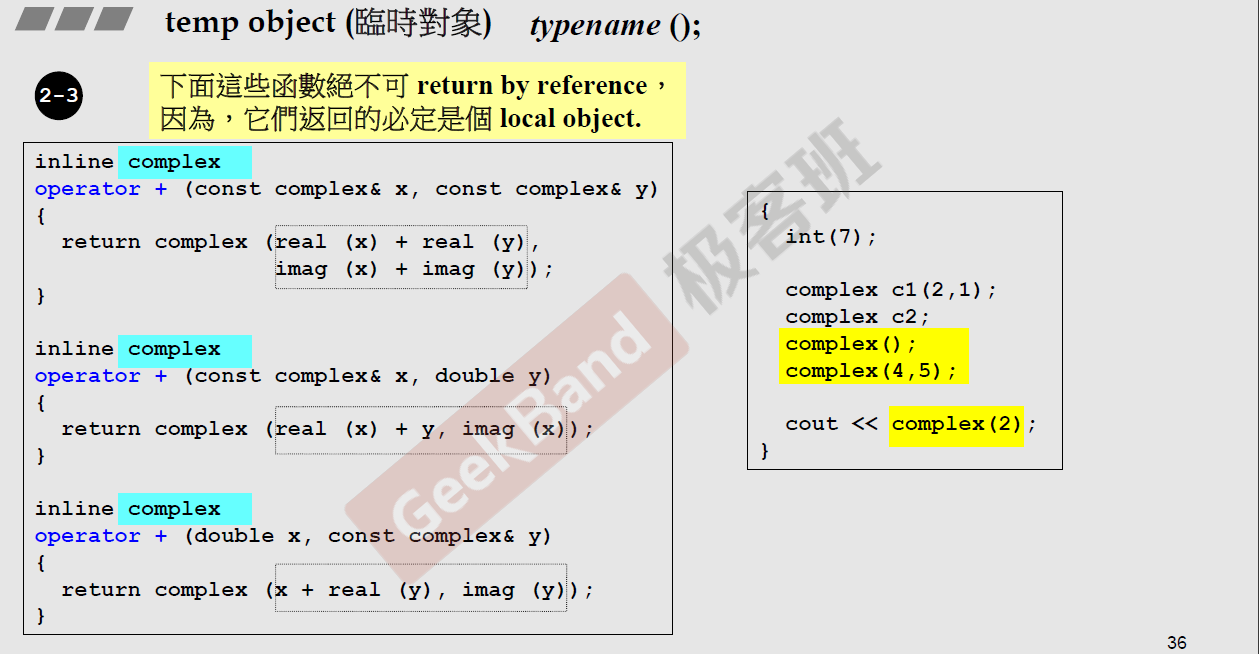 temp object (臨時對象) typename ();
2-3
下面這些函數絕不可 return by reference，
因為，它們返回的必定是個 local object.
inline complex
operator + (const complex& x, const complex& y)
{
return complex (real (x) + real (y),
imag (x) + imag (y));
}
inline complex
operator + (const complex& x, double y)
{
return complex (real (x) + y, imag (x));
}
inline complex
operator + (double x, const complex& y)
{
return complex (x + real (y), imag (y));
}
{
int(7);
complex c1(2,1);
complex c2;
complex();
complex(4,5);
cout << complex(2);
}
GeekBand 极客班
36